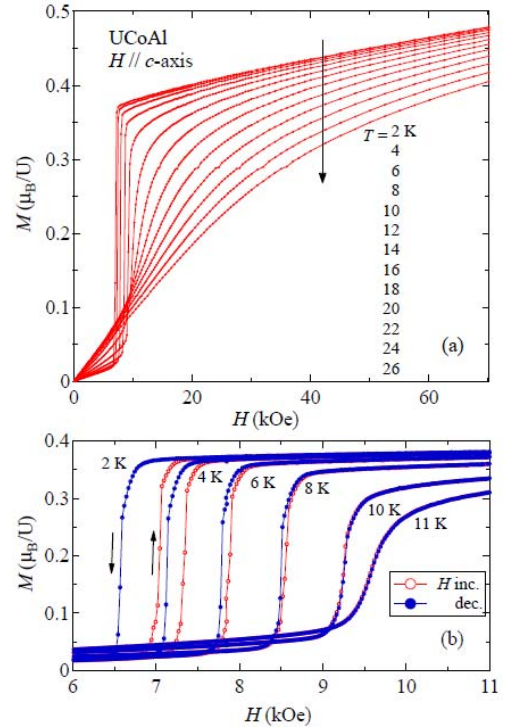 UCoAl
H // c-axis
M (μB/U)
0.5
0.4
0.3
0.2
0.1
0
T = 2 K
4
6
8
10
12
14
16
18
20
22
24
26
(a)
0 20 40 60
H (kOe)
M (μB/U)
0.4
0.3
0.2
0.1
0
2 K
4 K
6 K
8 K
10 K
11 K
H inc.
dec.
(b)
6 7 8 9 10 11
H (kOe)